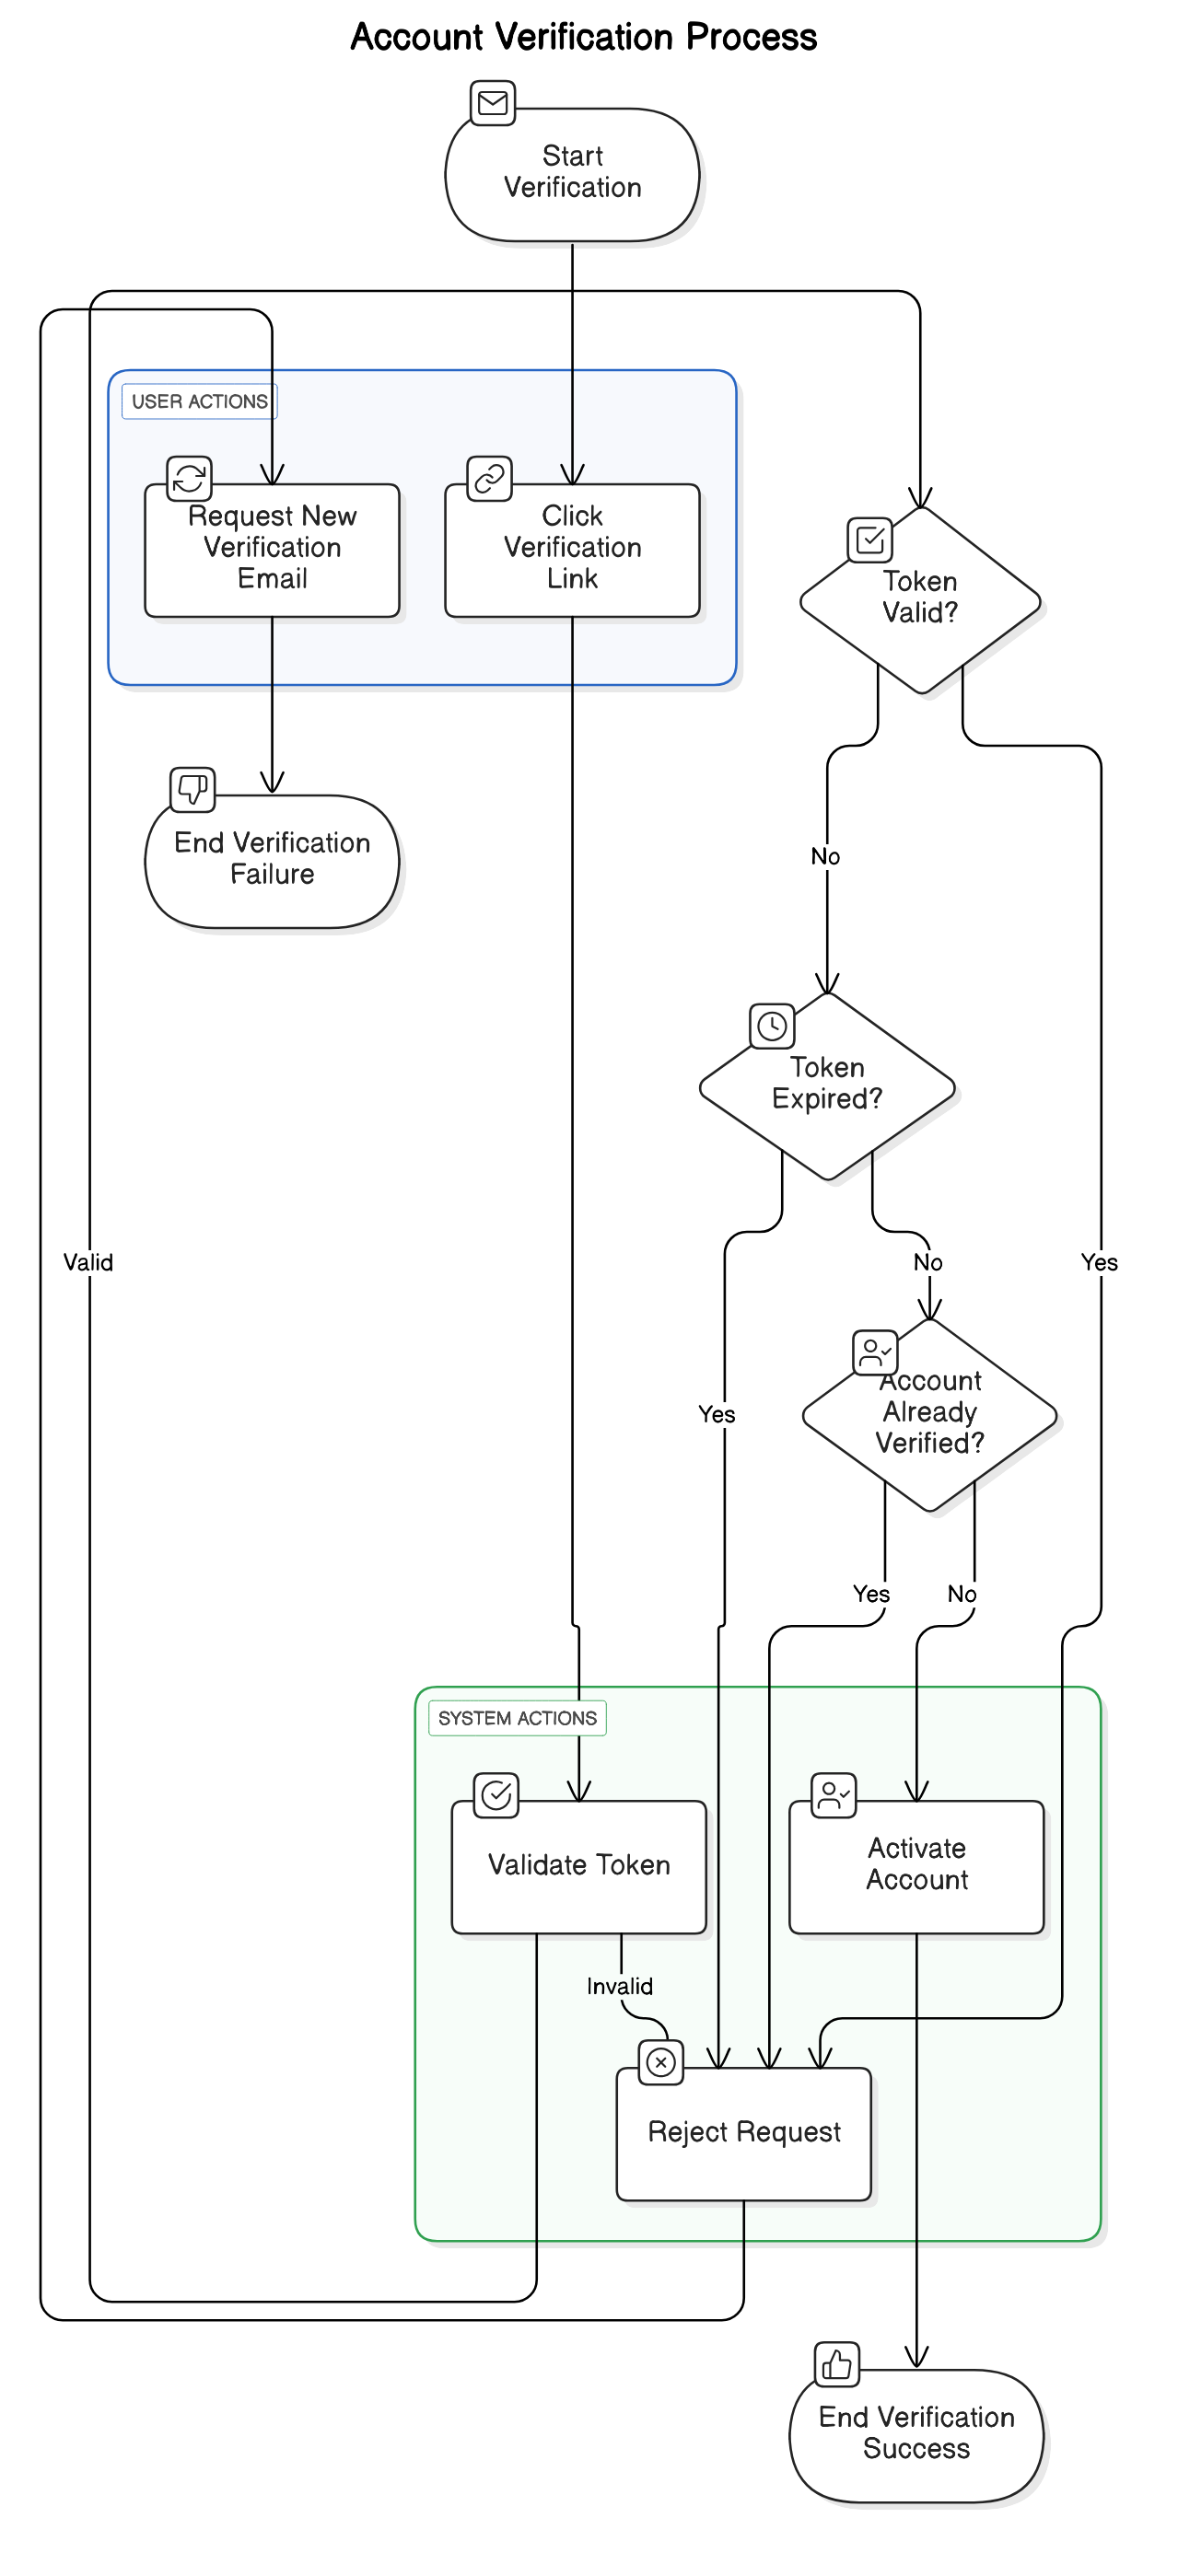 Account Verification Process
Start
Verification
USER ACTIONS
Request New
Verification
Email
Click
Verification
Link
Token
Valid?
End Verification
Failure
No
Token
Expired?
Valid
No
Yes
Account
Already
Verified?
Yes
Yes
No
SYSTEM ACTIONS
Validate Token
Activate
Account
Invalid
Reject Request
End Verification
Success